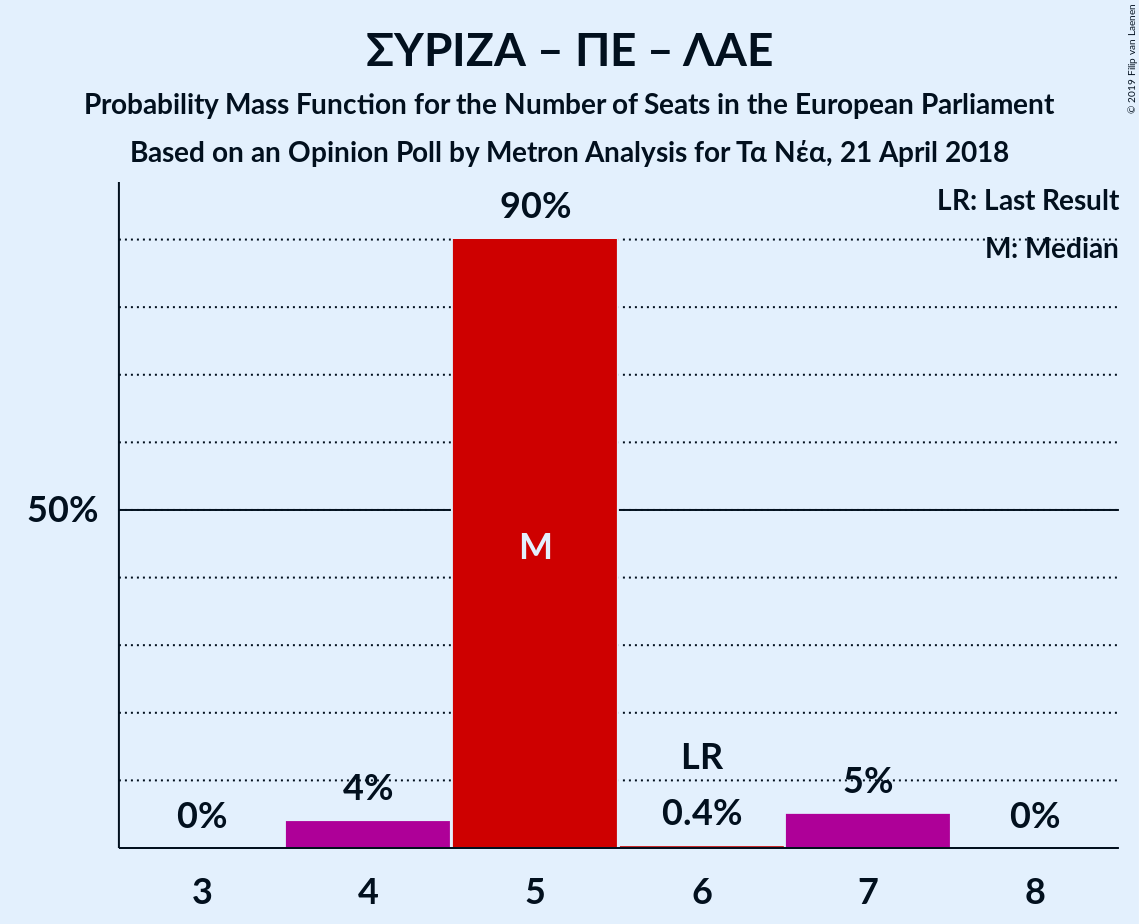 ΣΥΡΙΖΑ – ΠΕ – ΛΑΕ
Probability Mass Function for the Number of Seats in the European Parliament
Based on an Opinion Poll by Metron Analysis for Τα Νέα, 21 April 2018
© 2019 Filip van Laenen
LR: Last Result
M: Median
90%
50%
M
LR
0%
4%
0.4%
5%
0%
3 4 5 6 7 8